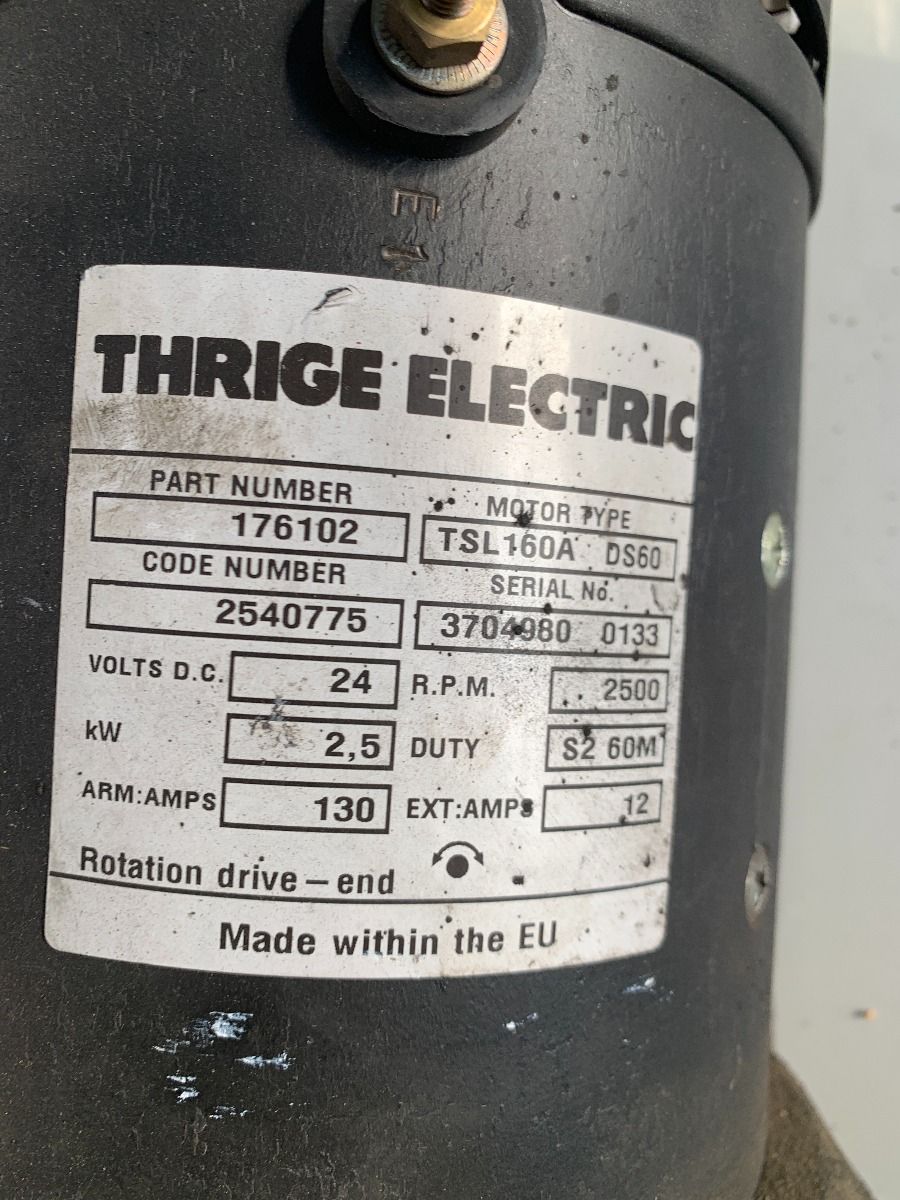 E 1
THRIGE ELECTRIC
PART NUMBER MOTOR TYPE
176102 TSL160A DS60
CODE NUMBER SERIAL No.
2540775 3704980 0133
VOLTS D.C. 24 R.P.M. 2500
kW 2,5 DUTY S2 60M
ARM:AMPS 130 EXT:AMPS 12
Rotation drive – end
Made within the EU